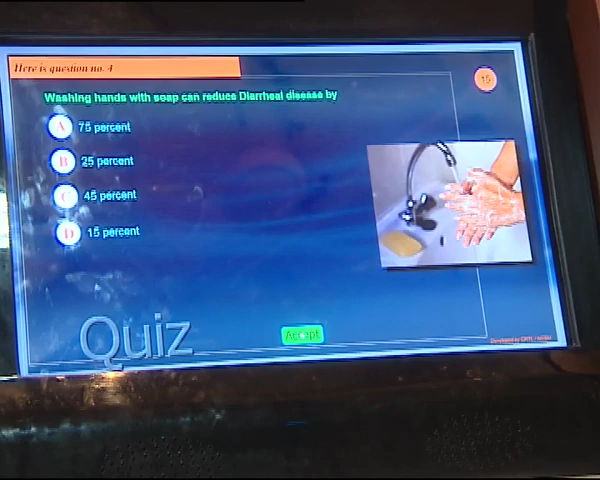 Here is question no. 4
15
Washing hands with soap can reduce Diarrheal disease by
A 75 percent
B 25 percent
C 45 percent
D 15 percent
Quiz
Accept